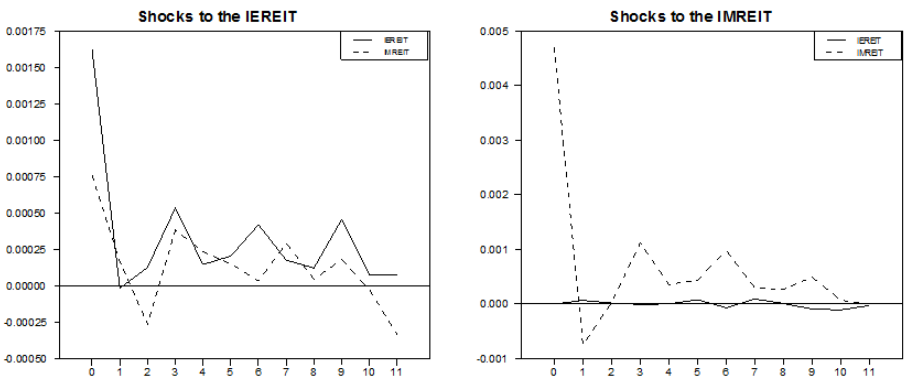 Shocks to the IEREIT
0.00175
0.00150
0.00125
0.00100
0.00075
0.00050
0.00025
0.00000
-0.00025
-0.00050
IEREIT
IMREIT
0 1 2 3 4 5 6 7 8 9 10 11
Shocks to the IMREIT
0.005
0.004
0.003
0.002
0.001
0.000
-0.001
IEREIT
IMREIT
0 1 2 3 4 5 6 7 8 9 10 11